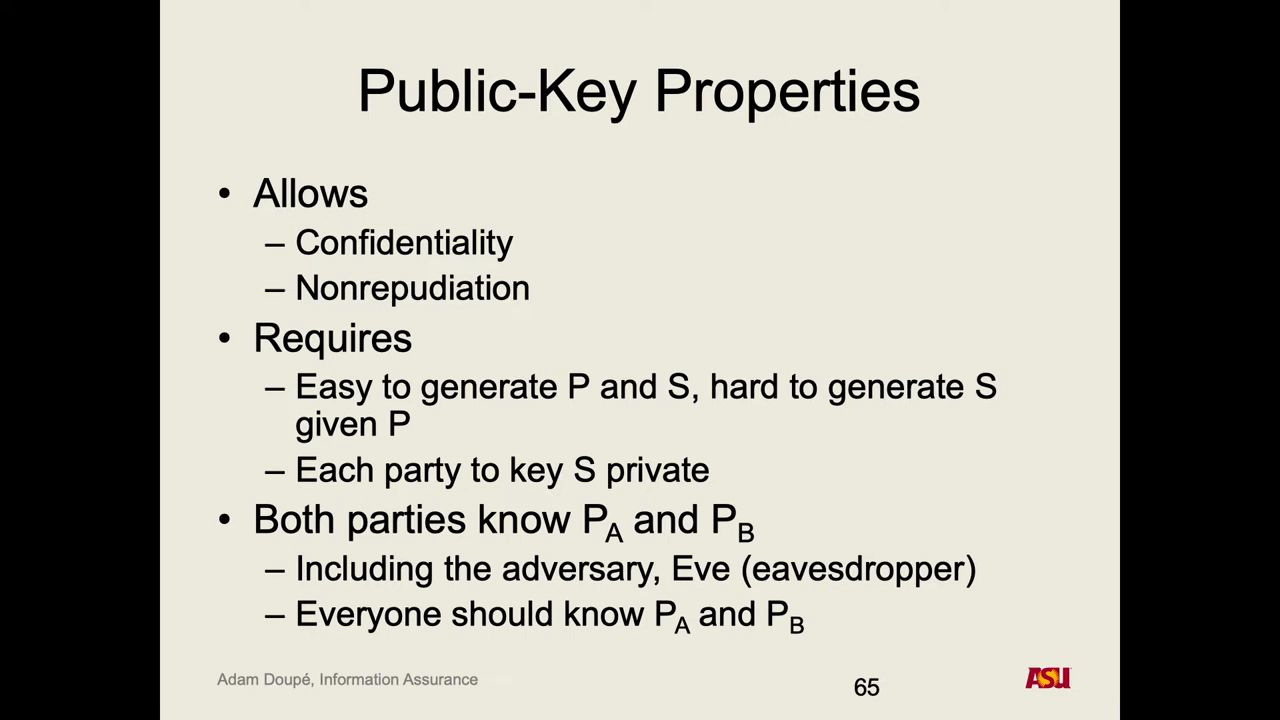 Public-Key Properties
• Allows
– Confidentiality
– Nonrepudiation
• Requires
– Easy to generate P and S, hard to generate S
given P
– Each party to key S private
• Both parties know P_A and P_B
– Including the adversary, Eve (eavesdropper)
– Everyone should know P_A and P_B
Adam Doupé, Information Assurance
65
ASU